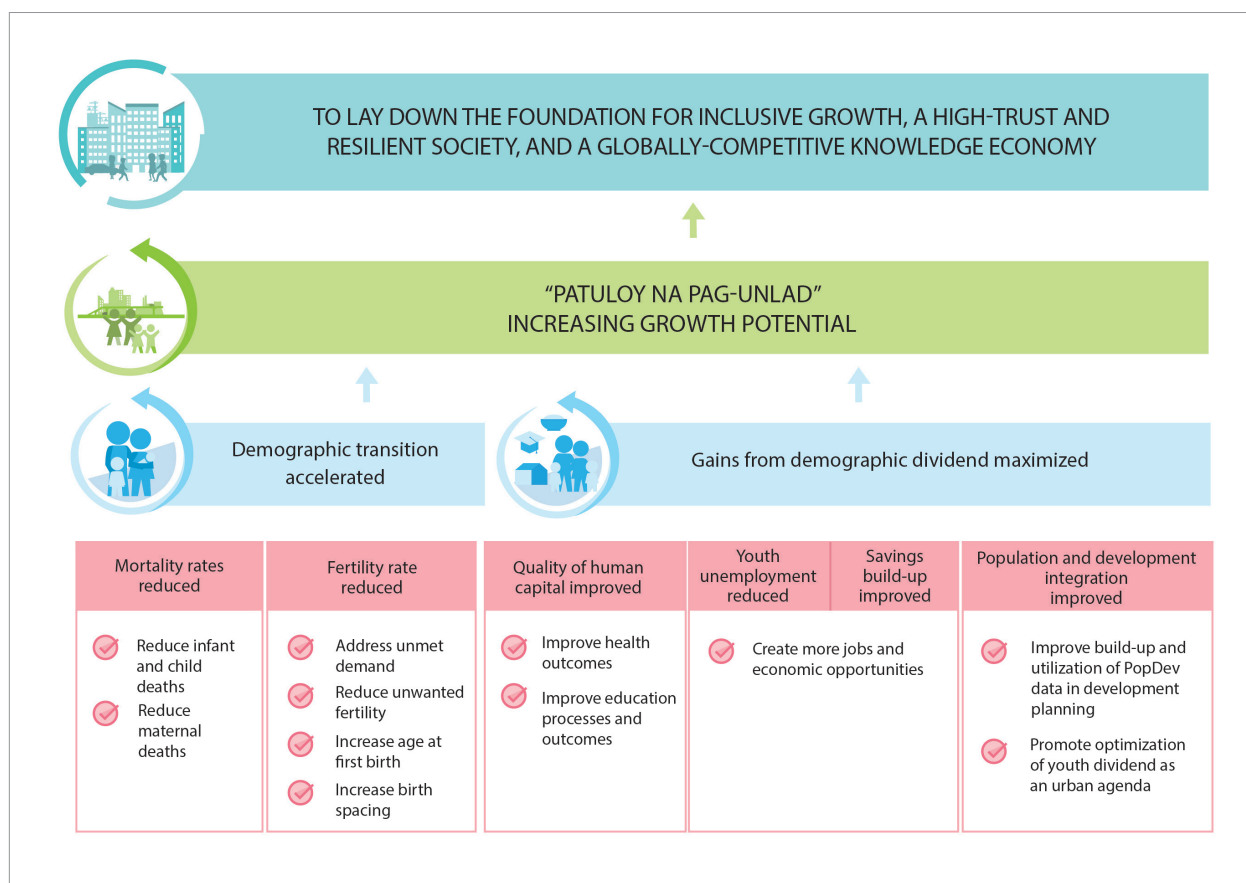 TO LAY DOWN THE FOUNDATION FOR INCLUSIVE GROWTH, A HIGH-TRUST AND
RESILIENT SOCIETY, AND A GLOBALLY-COMPETITIVE KNOWLEDGE ECONOMY
“PATULOY NA PAG-UNLAD”
INCREASING GROWTH POTENTIAL
Demographic transition
accelerated
Gains from demographic dividend maximized
Mortality rates
reduced
Reduce infant
and child
deaths
Reduce
maternal
deaths
Fertility rate
reduced
Address unmet
demand
Reduce unwanted
fertility
Increase age at
first birth
Increase birth
spacing
Quality of human
capital improved
Improve health
outcomes
Improve education
processes and
outcomes
Youth
unemployment
reduced
Savings
build-up
improved
Create more jobs and
economic opportunities
Population and development
integration
improved
Improve build-up and
utilization of PopDev
data in development
planning
Promote optimization
of youth dividend as
an urban agenda